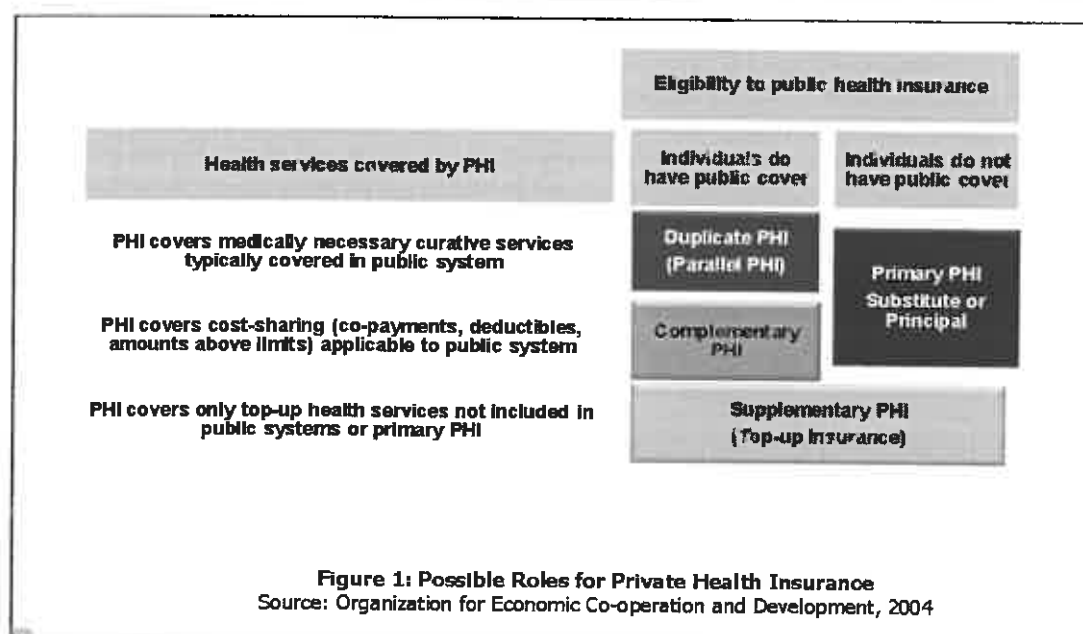 Eligibility to public health insurance
Health services covered by PHI
Individuals do
have public cover
Individuals do not
have public cover
PHI covers medically necessary curative services
typically covered in public system
Duplicate PHI
(Parallel PHI)
Primary PHI
Substitute or
Principal
PHI covers cost-sharing (co-payments, deductibles,
amounts above limits) applicable to public system
Complementary
PHI
PHI covers only top-up health services not included in
public systems or primary PHI
Supplementary PHI
(Top-up Insurance)
Figure 1: Possible Roles for Private Health Insurance
Source: Organization for Economic Co-operation and Development, 2004